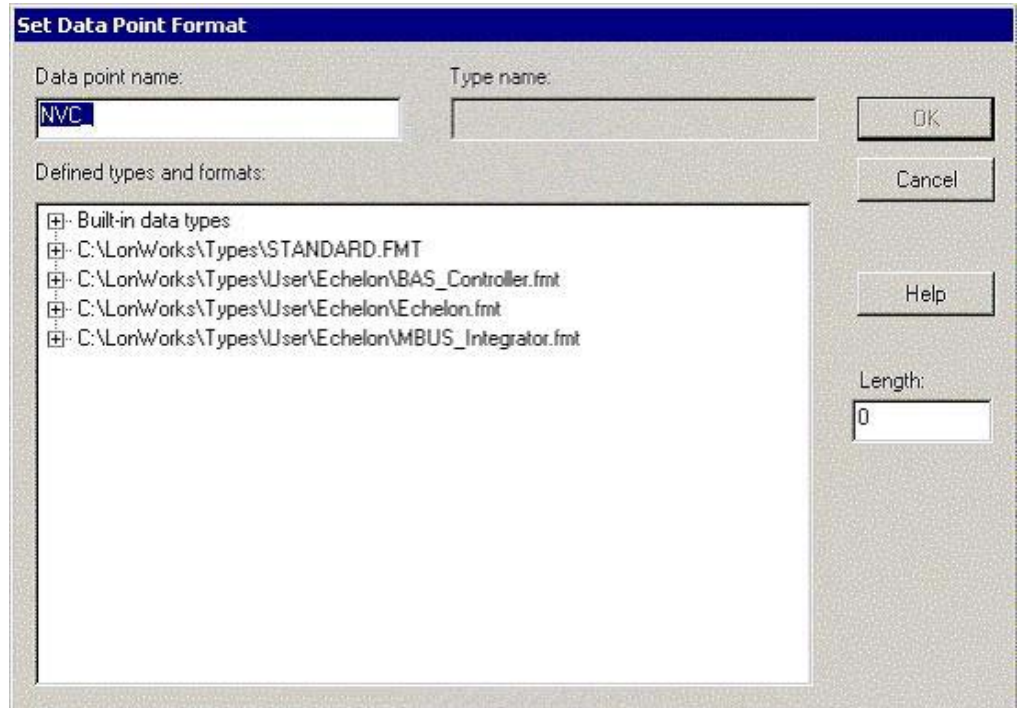 Set Data Point Format
Data point name:
Type name:
NVC_
OK
Defined types and formats:
Cancel
Built-in data types
C:\LonWorks\Types\STANDARD.FMT
C:\LonWorks\Types\User\Echelon\BAS_Controller.fmt
C:\LonWorks\Types\User\Echelon\Echelon.fmt
C:\LonWorks\Types\User\Echelon\MBUS_Integrator.fmt
Help
Length:
0